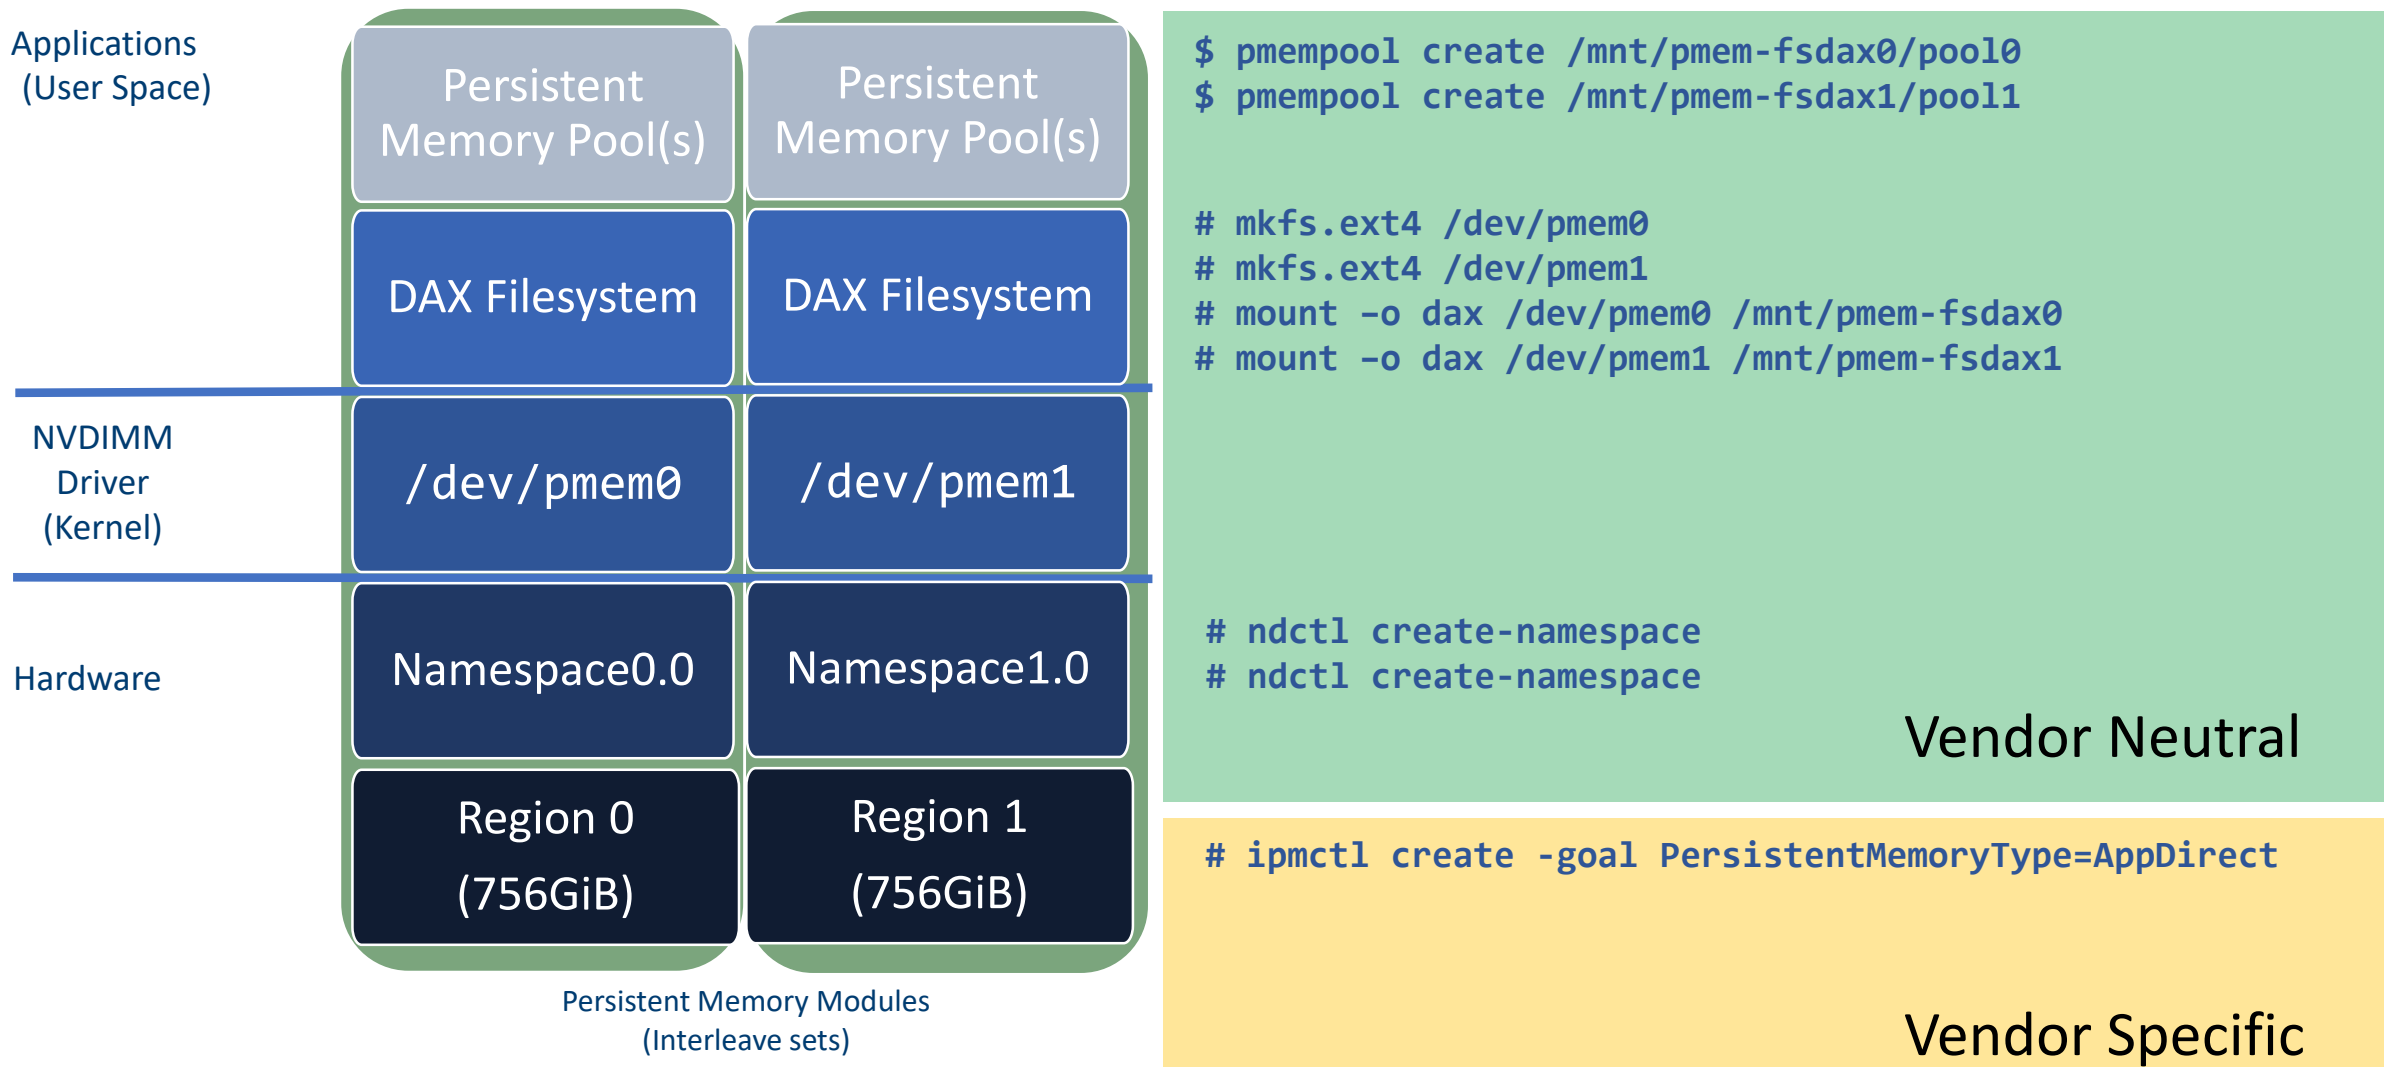 Applications
(User Space)
Persistent
Memory Pool(s)
Persistent
Memory Pool(s)
$ pmempool create /mnt/pmem-fsdax0/pool0
$ pmempool create /mnt/pmem-fsdax1/pool1
DAX Filesystem
DAX Filesystem
# mkfs.ext4 /dev/pmem0
# mkfs.ext4 /dev/pmem1
# mount –o dax /dev/pmem0 /mnt/pmem-fsdax0
# mount –o dax /dev/pmem1 /mnt/pmem-fsdax1
NVDIMM
Driver
(Kernel)
/dev/pmem0
/dev/pmem1
Hardware
Namespace0.0
Namespace1.0
# ndctl create-namespace
# ndctl create-namespace
Vendor Neutral
Region 0
(756GiB)
Region 1
(756GiB)
# ipmctl create -goal PersistentMemoryType=AppDirect
Vendor Specific
Persistent Memory Modules
(Interleave sets)